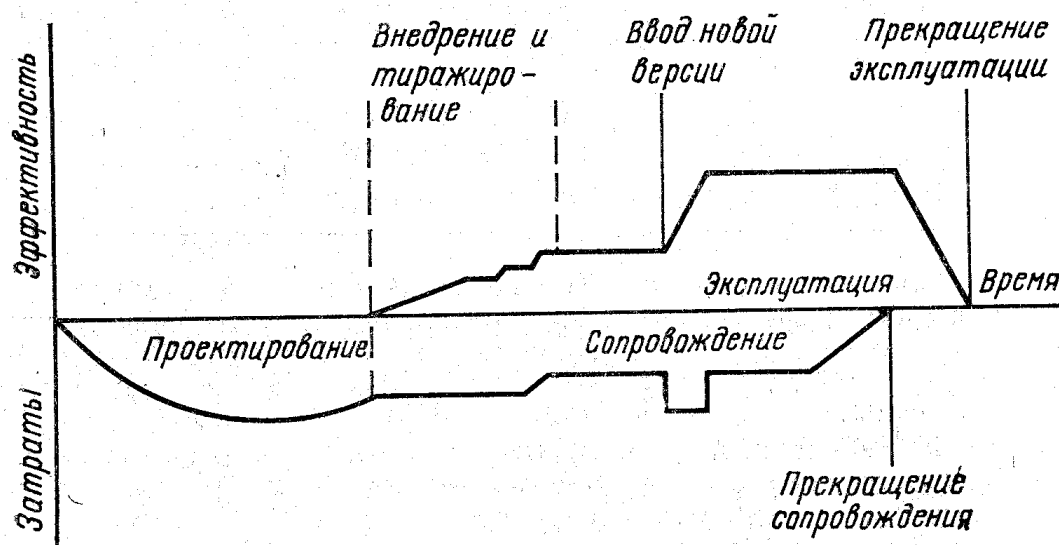 Эффективность
Внедрение и
тиражиро-
вание
Ввод новой
версии
Прекращение
эксплуатации
Эксплуатация
Время
Проектирование
Сопровождение
Затраты
Прекращение
сопровождения